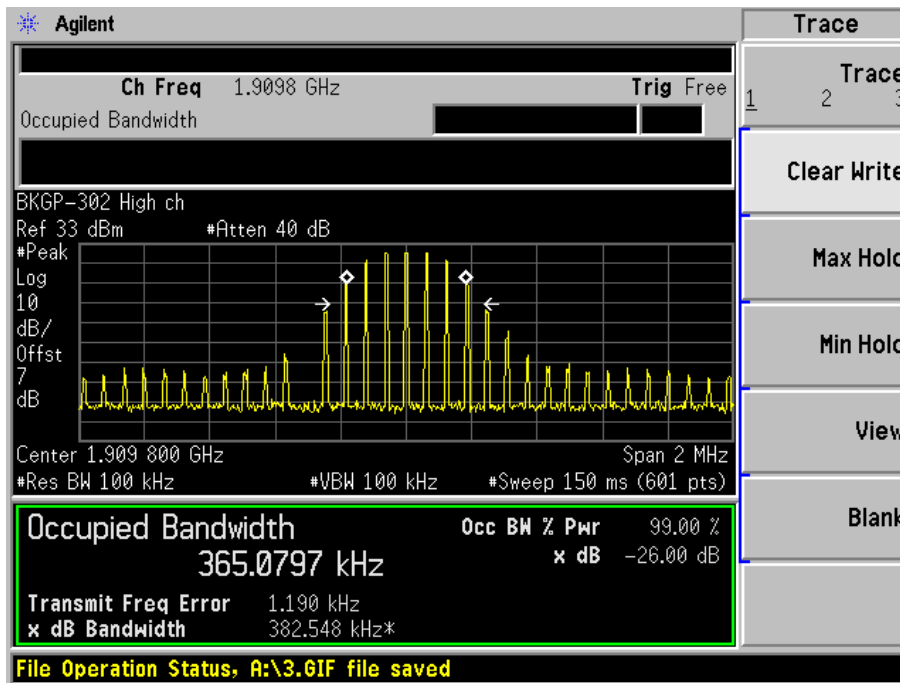 Agilent
Trace
Ch Freq 1.9098 GHz Trig Free
Occupied Bandwidth
Trace
1 2 3
Clear Write
BKGP-302 High ch
Ref 33 dBm #Atten 40 dB
#Peak
Log
10
dB/
Offst
7
dB
Max Hold
Min Hold
View
Blank
Center 1.909 800 GHz Span 2 MHz
#Res BW 100 kHz #VBW 100 kHz #Sweep 150 ms (601 pts)
Occupied Bandwidth
365.0797 kHz
Occ BW % Pwr 99.00 %
x dB -26.00 dB
Transmit Freq Error 1.190 kHz
x dB Bandwidth 382.548 kHz*
File Operation Status, A:\3.GIF file saved